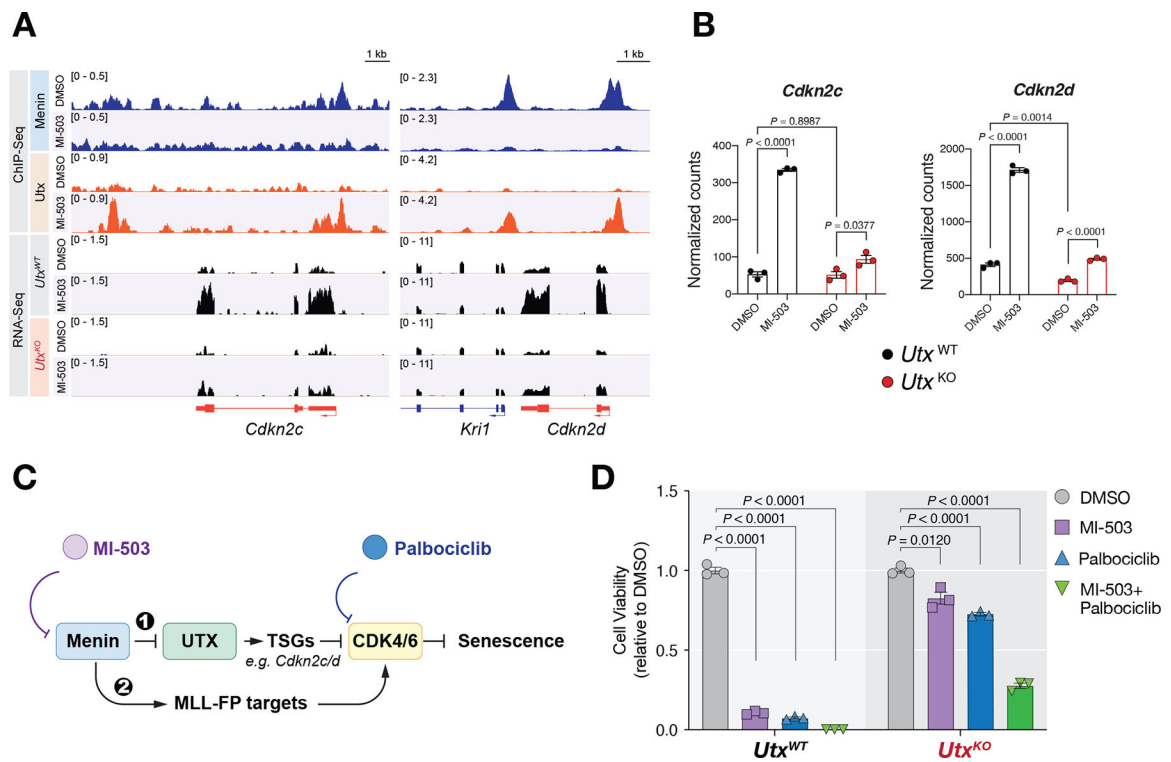 A
1 kb
1 kb
ChIP-Seq
RNA-Seq
Menin
Utx
UtxWT
UtxKO
DMSO
[0 - 0.5]
[0 - 2.3]
MI-503
[0 - 0.5]
[0 - 2.3]
DMSO
[0 - 0.9]
[0 - 4.2]
MI-503
[0 - 0.9]
[0 - 4.2]
DMSO
[0 - 1.5]
[0 - 11]
MI-503
[0 - 1.5]
[0 - 11]
DMSO
[0 - 1.5]
[0 - 11]
MI-503
[0 - 1.5]
[0 - 11]
Cdkn2c
Kri1
Cdkn2d
B
Cdkn2c
P = 0.8987
P < 0.0001
P = 0.0377
Normalized counts
400
300
200
100
0
DMSO
MI-503
DMSO
MI-503
Cdkn2d
P = 0.0014
P < 0.0001
P < 0.0001
Normalized counts
2000
1500
1000
500
0
DMSO
MI-503
DMSO
MI-503
Utx WT
Utx KO
C
MI-503
Palbociclib
1
Menin
UTX
TSGs
e.g. Cdkn2c/d
CDK4/6
Senescence
2
MLL-FP targets
D
Cell Viability
(relative to DMSO)
1.5
1.0
0.5
0.0
P < 0.0001
P < 0.0001
P < 0.0001
P < 0.0001
P < 0.0001
P = 0.0120
UtxWT
UtxKO
DMSO
MI-503
Palbociclib
MI-503+
Palbociclib